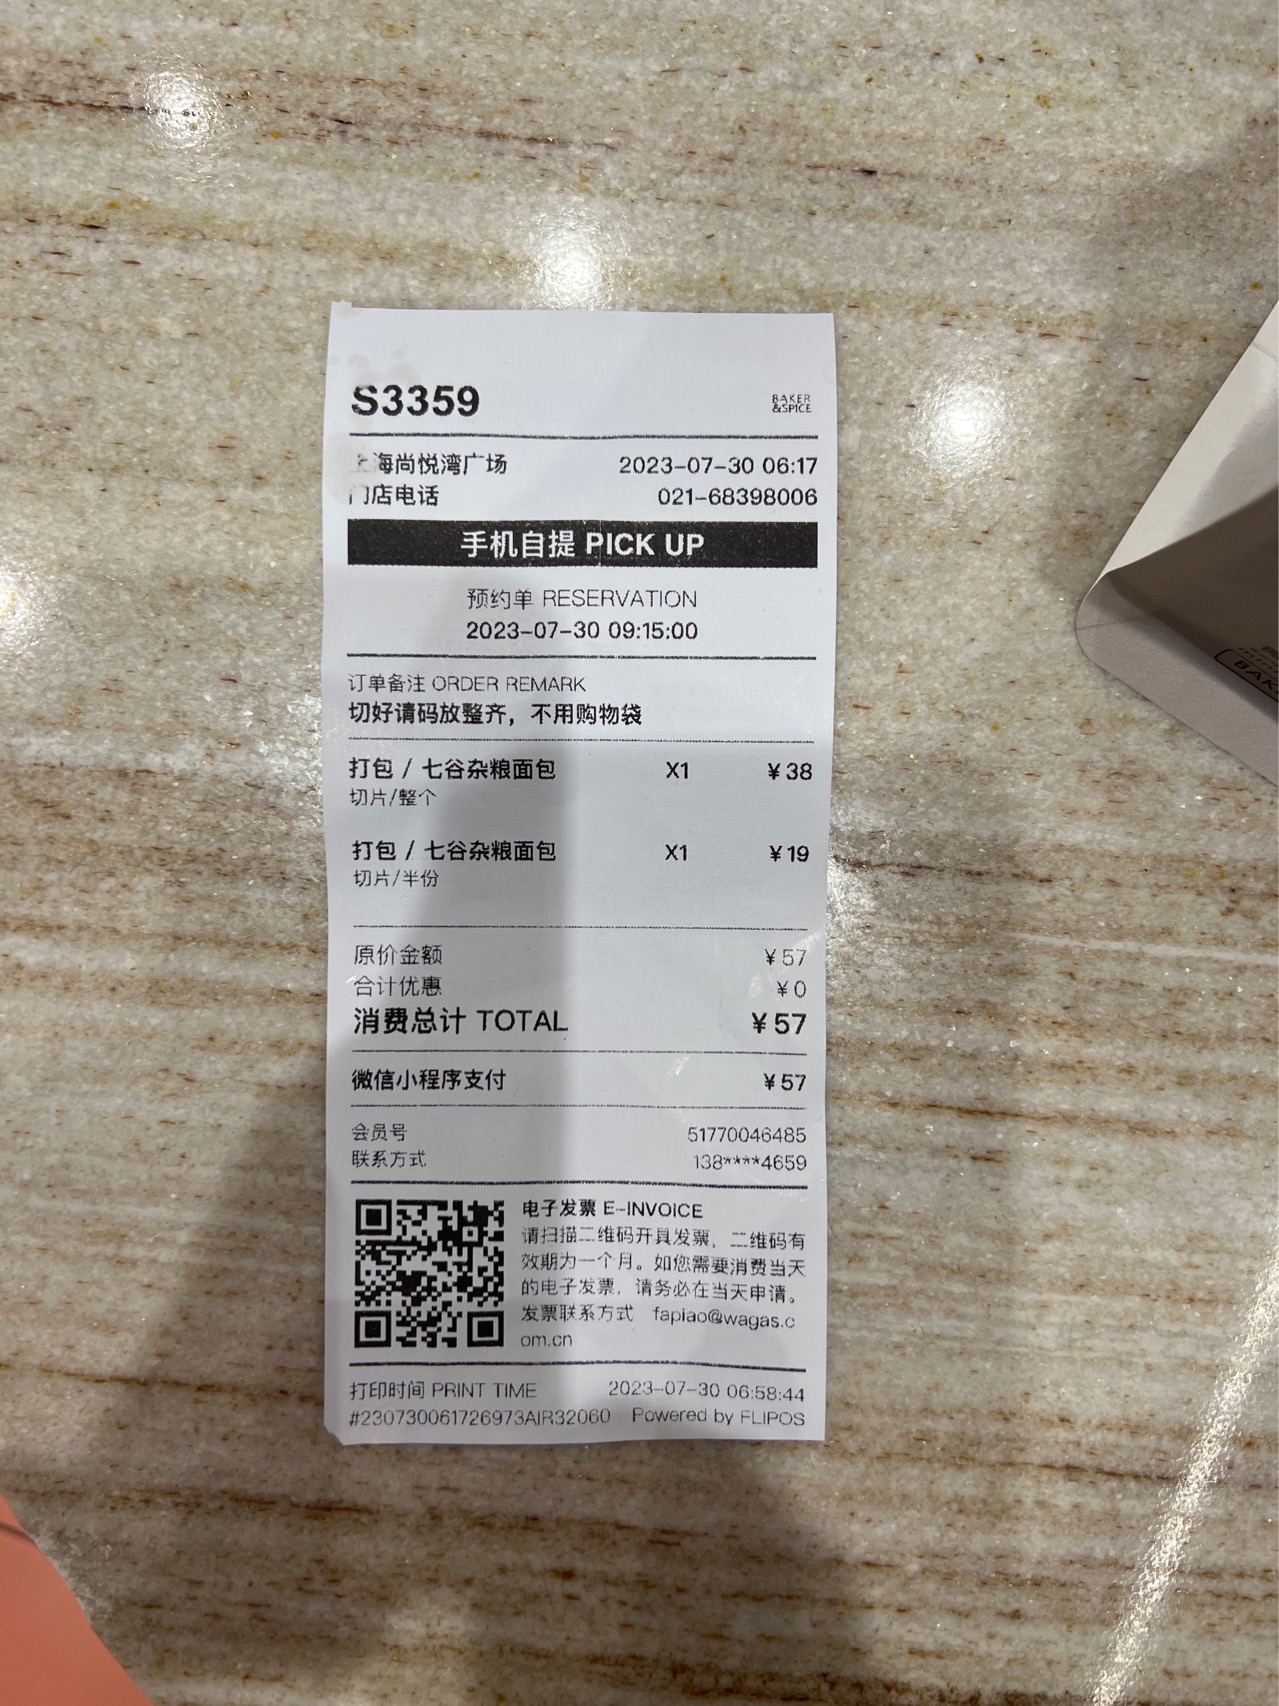 S3359
BAKER
&SPICE
上海尚悦湾广场 2023-07-30 06:17
门店电话 021-68398006
手机自提 PICK UP
预约单 RESERVATION
2023-07-30 09:15:00
订单备注 ORDER REMARK
切好请码放整齐，不用购物袋
打包 / 七谷杂粮面包 X1 ¥38
切片/整个
打包 / 七谷杂粮面包 X1 ¥19
切片/半份
原价金额 ¥57
合计优惠 ¥0
消费总计 TOTAL ¥57
微信小程序支付 ¥57
会员号 51770046485
联系方式 138****4659
电子发票 E-INVOICE
请扫描二维码开具发票，二维码有
效期为一个月。如您需要消费当天
的电子发票，请务必在当天申请。
发票联系方式 fapiao@wagas.c
om.cn
打印时间 PRINT TIME 2023-07-30 06:58:44
#230730061726973AIR32060 Powered by FLIPOS
BAK